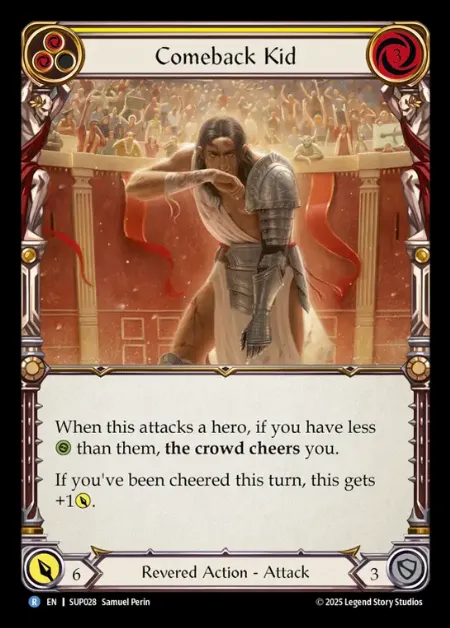 Comeback Kid
3
When this attacks a hero, if you have less
than them, the crowd cheers you.
If you've been cheered this turn, this gets
+1.
6
Revered Action - Attack
3
R EN | SUP028 Samuel Perin
© 2025 Legend Story Studios